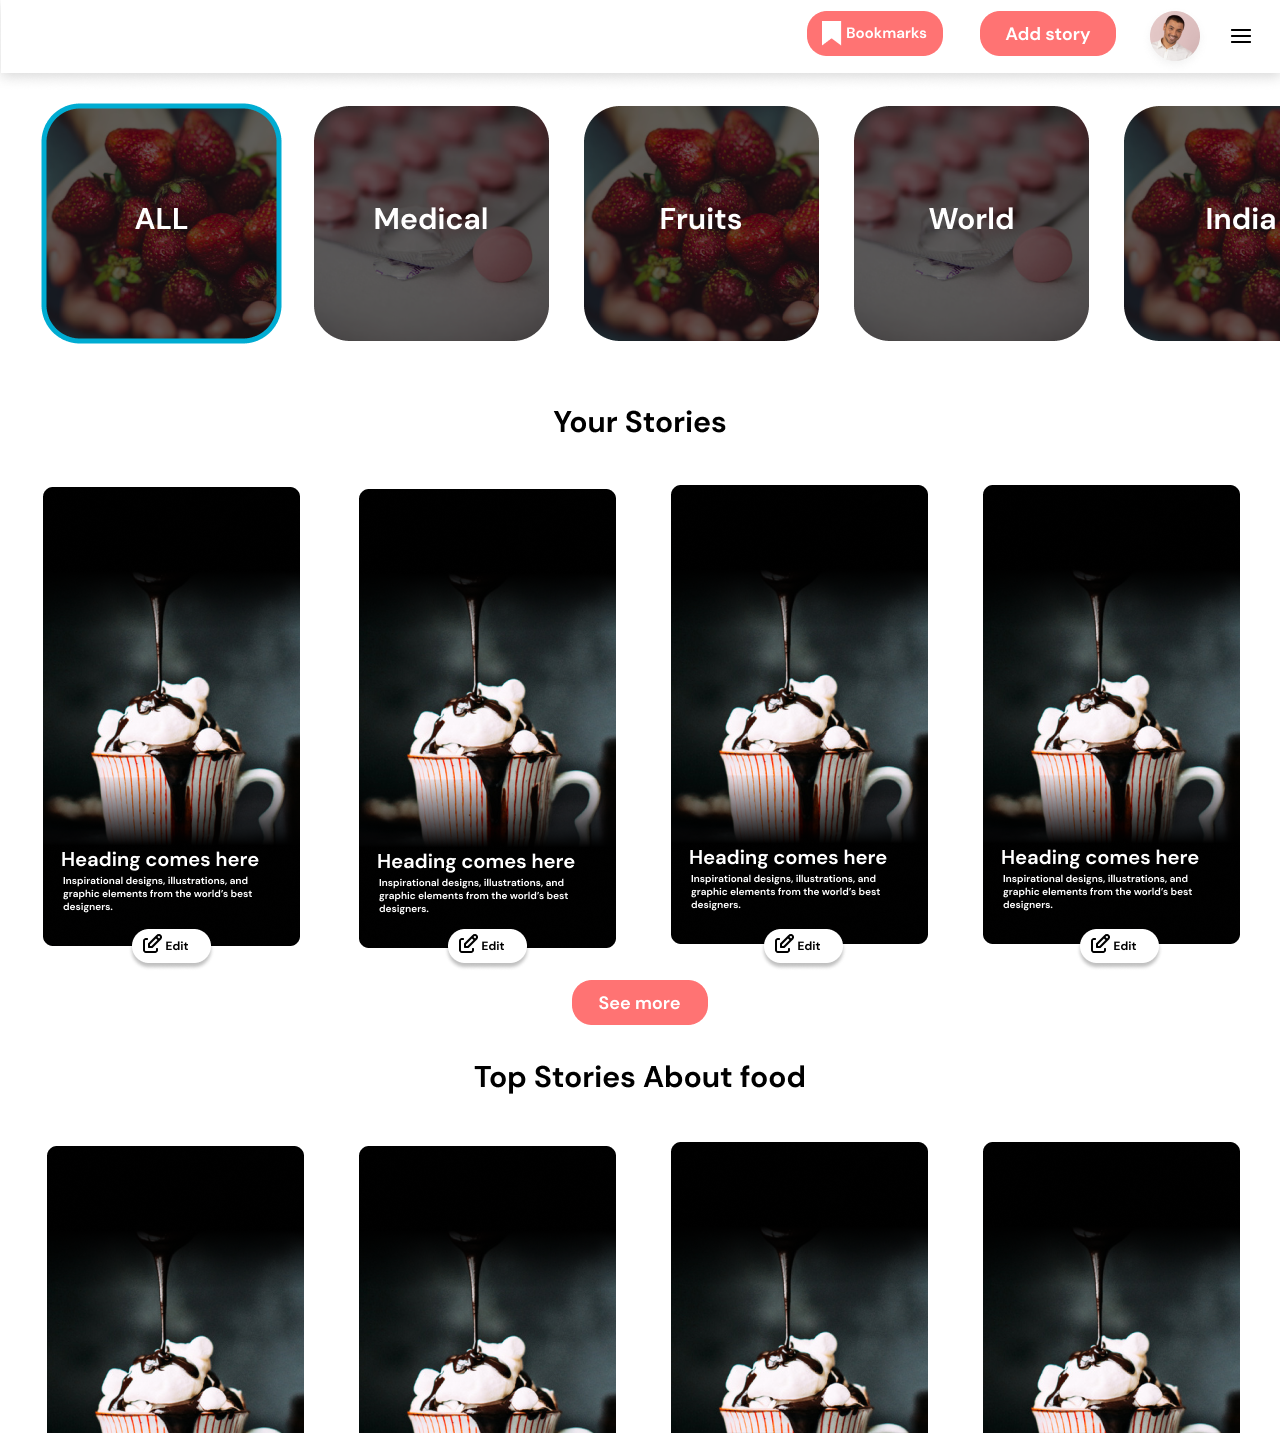 Bookmarks
Add story
ALL
Medical
Fruits
World
India
Your Stories
Heading comes here
Inspirational designs, illustrations, and
graphic elements from the world's best
designers.
Edit
Heading comes here
Inspirational designs, illustrations, and
graphic elements from the world's best
designers.
Edit
Heading comes here
Inspirational designs, illustrations, and
graphic elements from the world's best
designers.
Edit
Heading comes here
Inspirational designs, illustrations, and
graphic elements from the world's best
designers.
Edit
See more
Top Stories About food